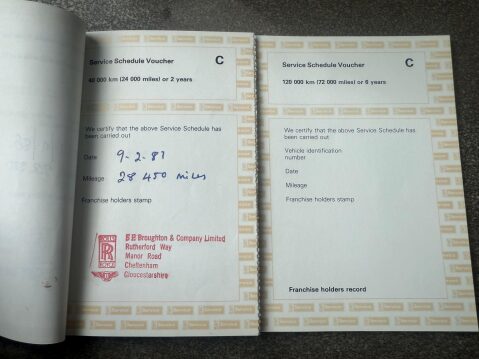 Service Schedule Voucher
C
40 000 km (24 000 miles) or 2 years
We certify that the above Service Schedule has
been carried out
Date 9-2-87
Mileage 28 450 miles
Franchise holders stamp
Broughton & Company Limited
Rutherford Way
Manor Road
Cheltenham
Gloucestershire
Service Schedule Voucher
C
120 000 km (72 000 miles) or 6 years
We certify that the above Service Schedule has
been carried out
Vehicle identification
number
Date
Mileage
Franchise holders stamp
Franchise holders record